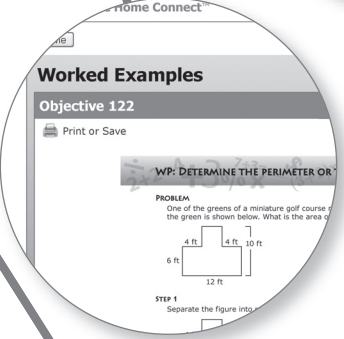 Home Connect™
Worked Examples
Objective 122
Print or Save
WP: DETERMINE THE PERIMETER OR
PROBLEM
One of the greens of a miniature golf course
the green is shown below. What is the area
4 ft 4 ft 10 ft
6 ft
12 ft
STEP 1
Separate the figure into